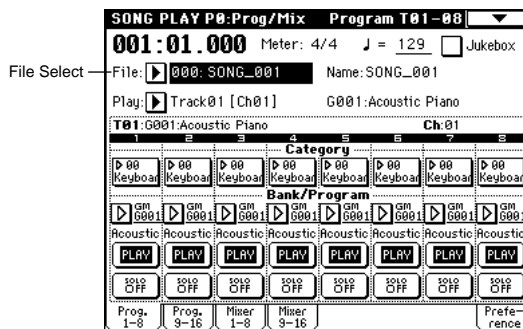 SONG PLAY P0:Prog/Mix Program T01-08
001:01.000 Meter: 4/4 ♩ = 129 Jukebox
File Select
File: 000: SONG_001 Name: SONG_001
Play: Track01 [Ch01] G001:Acoustic Piano
T01:G001:Acoustic Piano Ch:01
1 2 3 4 5 6 7 8
Category
00 00 00 00 00 00 00 00
Keyboar Keyboar Keyboar Keyboar Keyboar Keyboar Keyboar Keyboar
Bank/Program
GM GM GM GM GM GM GM GM
G001 G001 G001 G001 G001 G001 G001 G001
Acoustic Acoustic Acoustic Acoustic Acoustic Acoustic Acoustic Acoustic
PLAY PLAY PLAY PLAY PLAY PLAY PLAY PLAY
SOLO SOLO SOLO SOLO SOLO SOLO SOLO SOLO
OFF OFF OFF OFF OFF OFF OFF OFF
Prog. Prog. Mixer Mixer Prefe-
1-8 9-16 1-8 9-16 rence